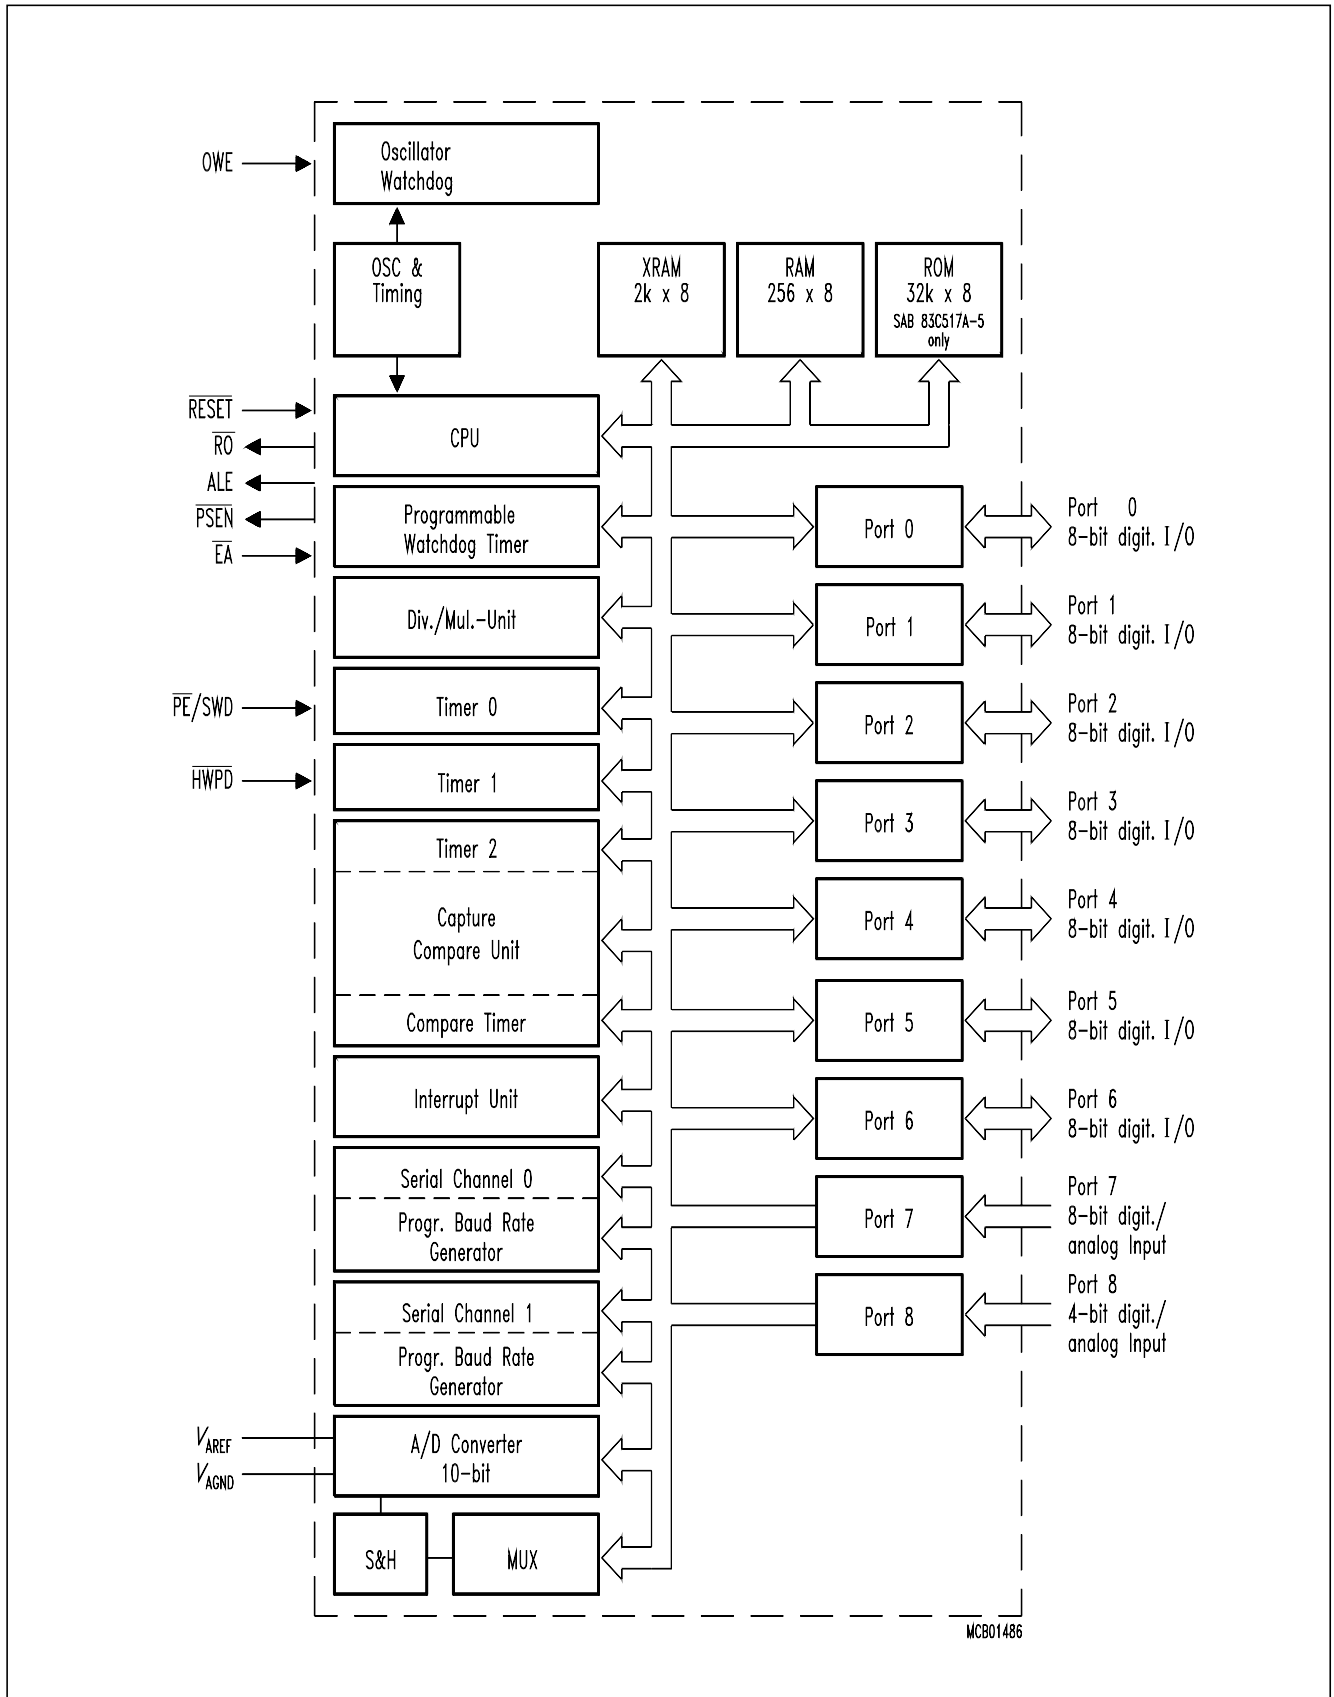 OWE
Oscillator
Watchdog
OSC &
Timing
XRAM
2k x 8
RAM
256 x 8
ROM
32k x 8
SAB 83C517A-5
only
RESET
RO
ALE
PSEN
EA
CPU
Programmable
Watchdog Timer
Div./Mul.-Unit
PE/SWD
Timer 0
HWPD
Timer 1
Timer 2
Capture
Compare Unit
Compare Timer
Interrupt Unit
Serial Channel 0
Progr. Baud Rate
Generator
Serial Channel 1
Progr. Baud Rate
Generator
VAREF
VAGND
A/D Converter
10-bit
S&H
MUX
Port 0
Port 0
8-bit digit. I/O
Port 1
Port 1
8-bit digit. I/O
Port 2
Port 2
8-bit digit. I/O
Port 3
Port 3
8-bit digit. I/O
Port 4
Port 4
8-bit digit. I/O
Port 5
Port 5
8-bit digit. I/O
Port 6
Port 6
8-bit digit. I/O
Port 7
Port 7
8-bit digit./
analog Input
Port 8
Port 8
4-bit digit./
analog Input
MCB01486